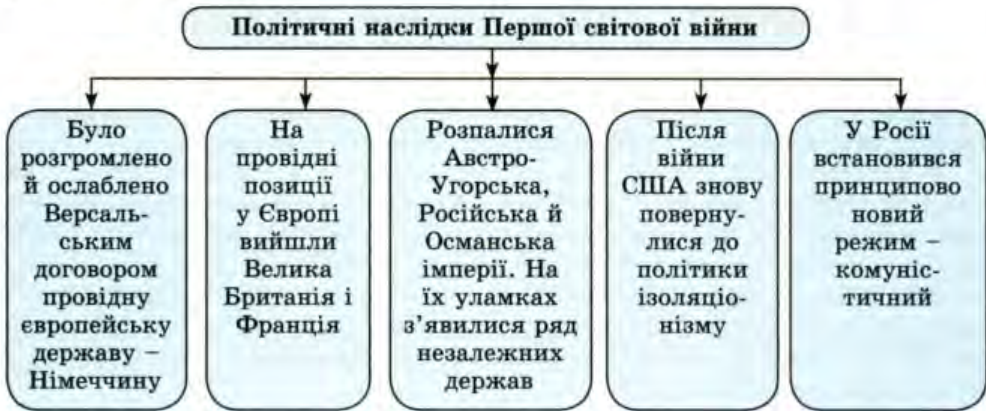 Політичні наслідки Першої світової війни
Було
розгромлено
й ослаблено
Версаль-
ським
договором
провідну
європейську
державу –
Німеччину
На
провідні
позиції
у Європі
вийшли
Велика
Британія і
Франція
Розпалися
Австро-
Угорська,
Російська й
Османська
імперії. На
їх уламках
з’явилися ряд
незалежних
держав
Після
війни
США знову
поверну-
лися до
політики
ізоляціо-
нізму
У Росії
встановився
принципово
новий
режим –
комуніс-
тичний